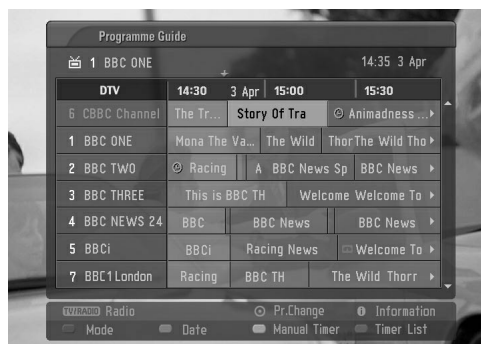 Programme Guide
1 BBC ONE 14:35 3 Apr
DTV 14:30 3 Apr 15:00 15:30
6 CBBC Channel The Tr... Story Of Tra Animadness ...
1 BBC ONE Mona The Va... The Wild Thor The Wild Tho
2 BBC TWO Racing A BBC News Sp BBC News
3 BBC THREE This is BBC TH Welcome Welcome To
4 BBC NEWS 24 BBC BBC News BBC News
5 BBCi BBCi Racing News Welcome To
7 BBC1 London Racing BBC TH The Wild Thorr
TV/RADIO Radio Pr.Change Information
Mode Date Manual Timer Timer List